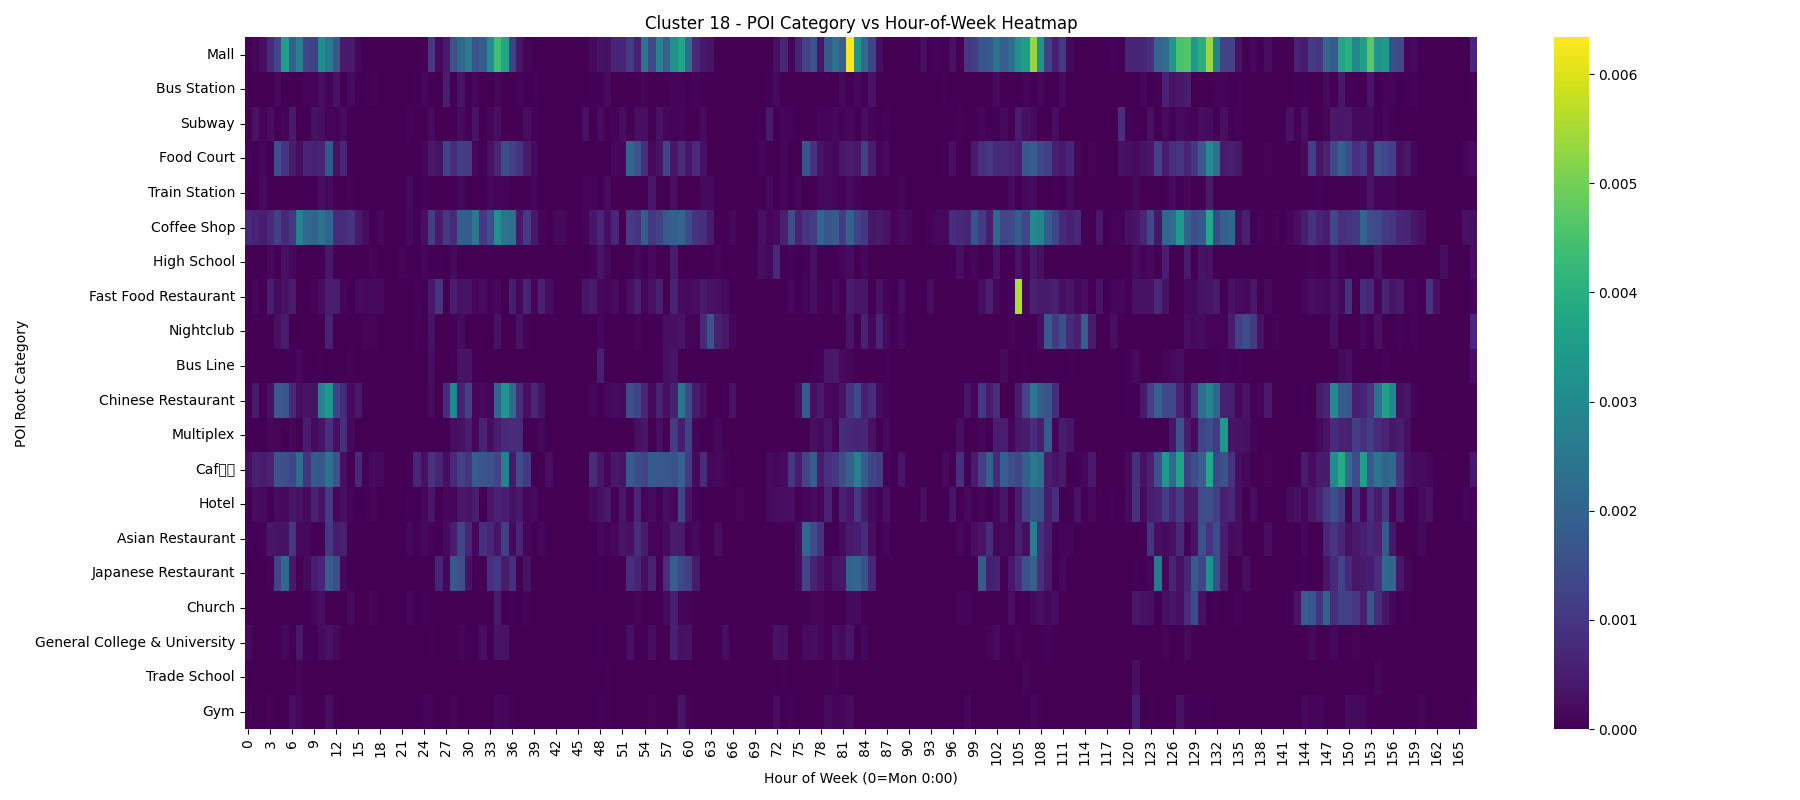 Cluster 18 - POI Category vs Hour-of-Week Heatmap
POI Root Category
Mall
Bus Station
Subway
Food Court
Train Station
Coffee Shop
High School
Fast Food Restaurant
Nightclub
Bus Line
Chinese Restaurant
Multiplex
Caf▯▯
Hotel
Asian Restaurant
Japanese Restaurant
Church
General College & University
Trade School
Gym
0 3 6 9 12 15 18 21 24 27 30 33 36 39 42 45 48 51 54 57 60 63 66 69 72 75 78 81 84 87 90 93 96 99 102 105 108 111 114 117 120 123 126 129 132 135 138 141 144 147 150 153 156 159 162 165
Hour of Week (0=Mon 0:00)
0.006
0.005
0.004
0.003
0.002
0.001
0.000